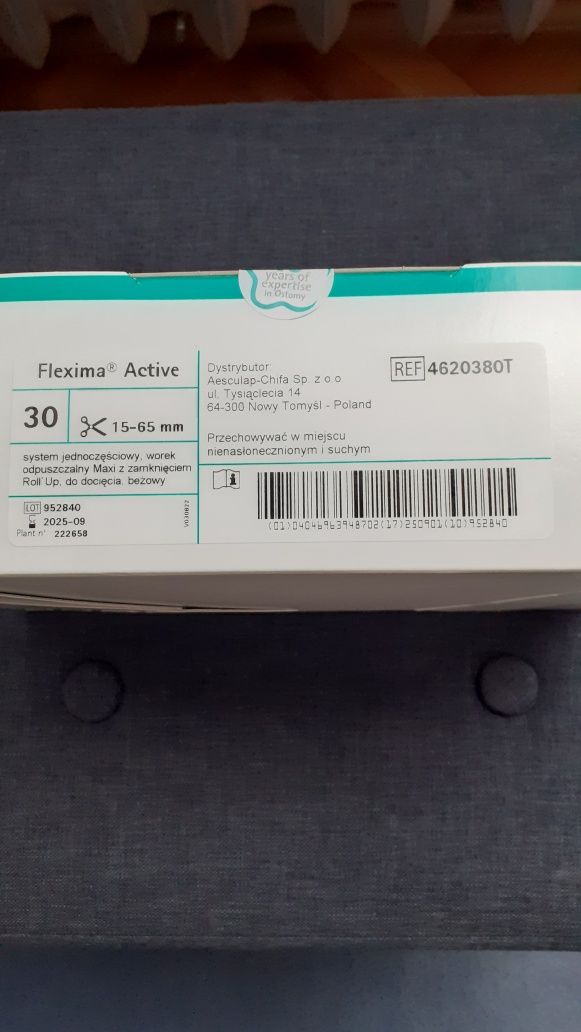 years of
expertise
in Ostomy
Flexima® Active
30
15-65 mm
system jednoczęściowy, worek
odpuszczalny Maxi z zamknięciem
Roll'Up, do docięcia, beżowy
LOT 952840
2025-09
Plant n° 222658
V030827
Dystrybutor:
Aesculap-Chifa Sp. z o.o.
ul. Tysiąclecia 14
64-300 Nowy Tomyśl - Poland
REF 4620380T
Przechowywać w miejscu
nienasłonecznionym i suchym
(01)04046963948702(17)250901(10)952840